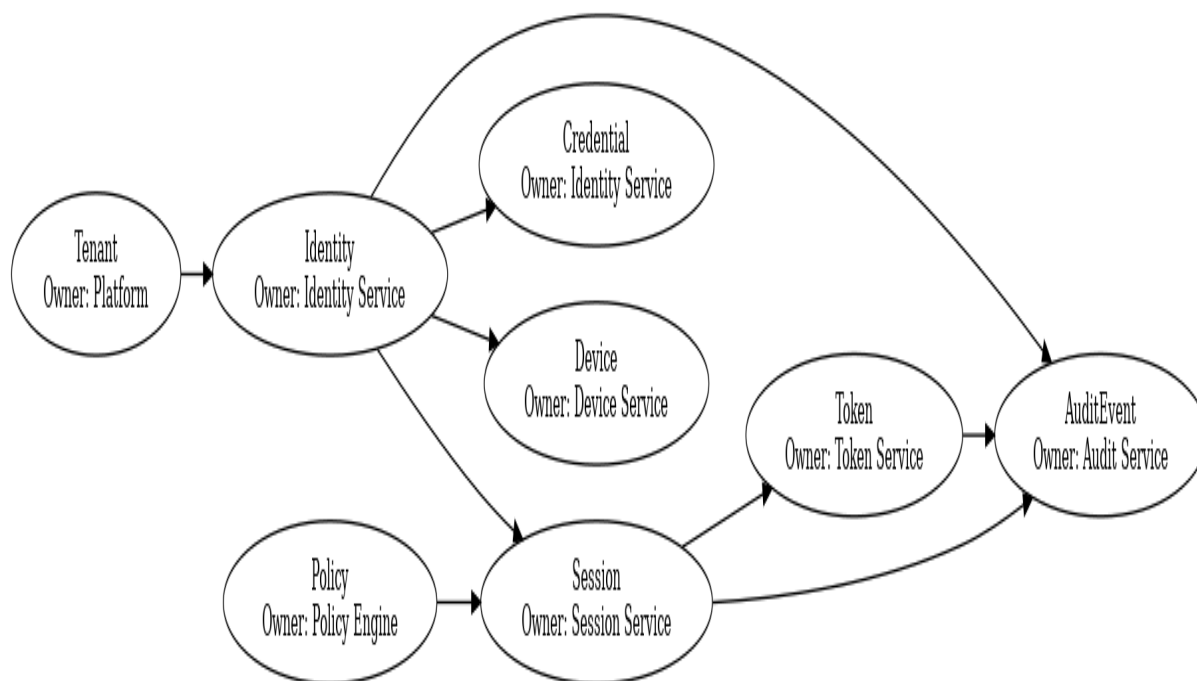 Tenant
Owner: Platform
Identity
Owner: Identity Service
Credential
Owner: Identity Service
Device
Owner: Device Service
Policy
Owner: Policy Engine
Session
Owner: Session Service
Token
Owner: Token Service
AuditEvent
Owner: Audit Service